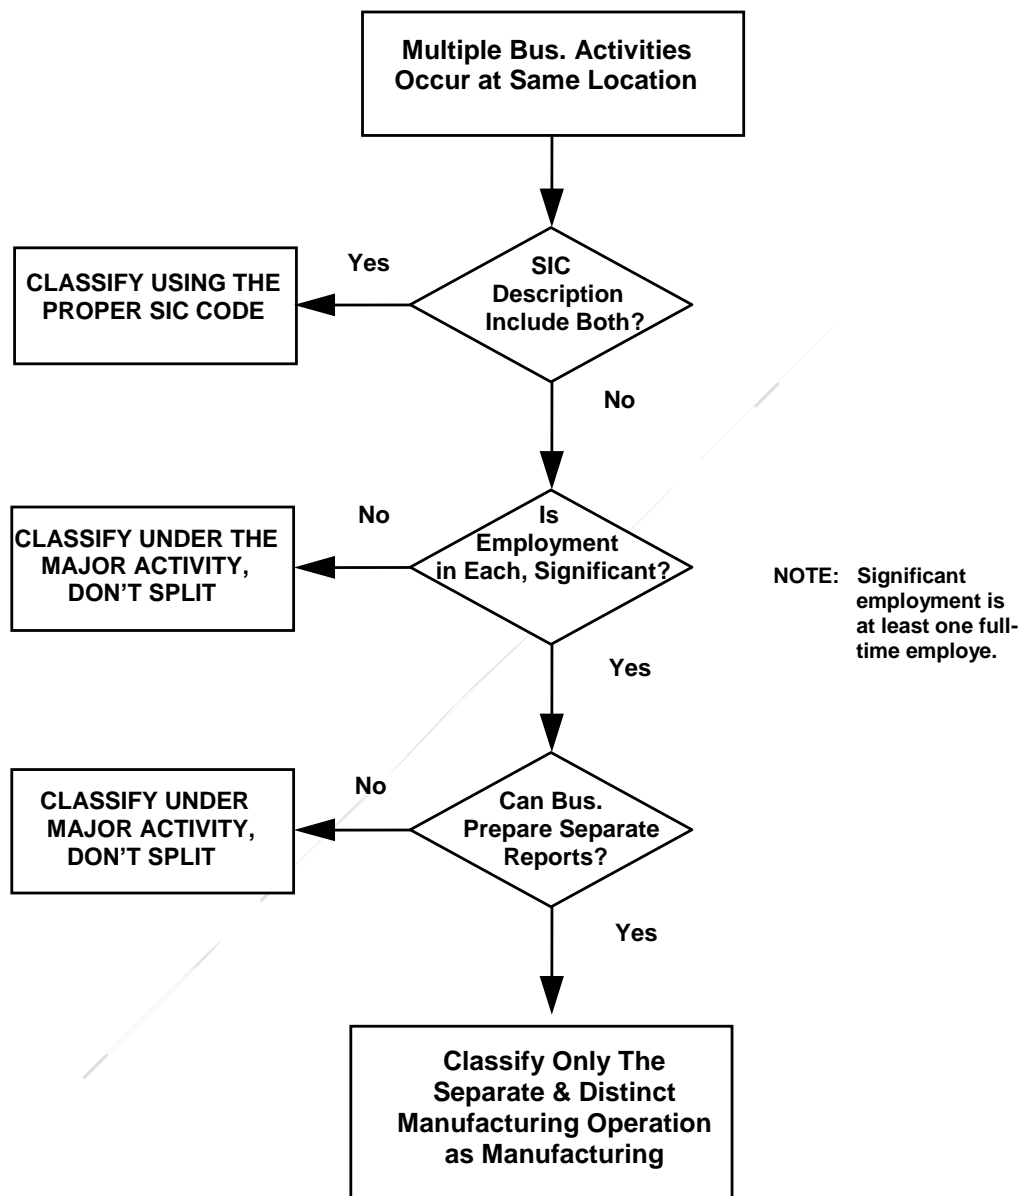 Multiple Bus. Activities
Occur at Same Location
Yes
SIC
Description
Include Both?
CLASSIFY USING THE
PROPER SIC CODE
No
No
Is
Employment
in Each, Significant?
CLASSIFY UNDER THE
MAJOR ACTIVITY,
DON'T SPLIT
NOTE: Significant
employment is
at least one full-
time employe.
Yes
No
Can Bus.
Prepare Separate
Reports?
CLASSIFY UNDER
MAJOR ACTIVITY,
DON'T SPLIT
Yes
Classify Only The
Separate & Distinct
Manufacturing Operation
as Manufacturing